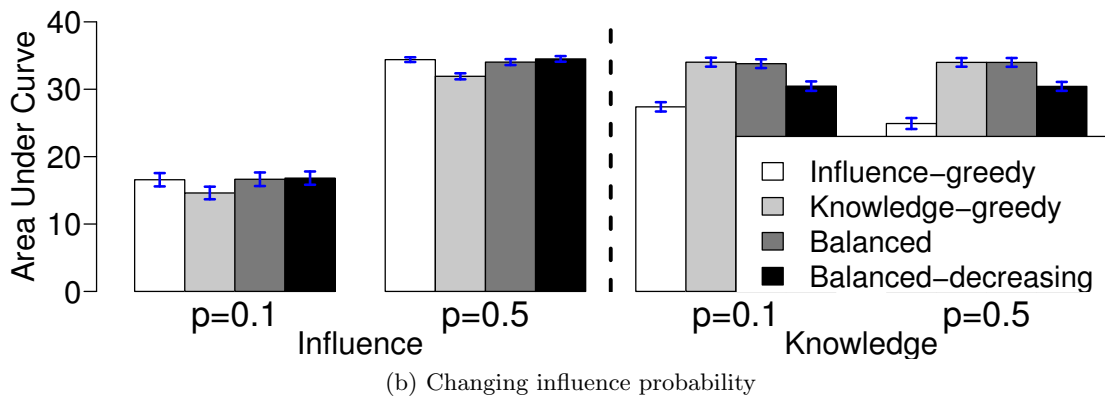 Area Under Curve
40
30
20
10
0
Influence−greedy
Knowledge−greedy
Balanced
Balanced−decreasing
p=0.1 p=0.5 p=0.1 p=0.5
Influence Knowledge
(b) Changing influence probability